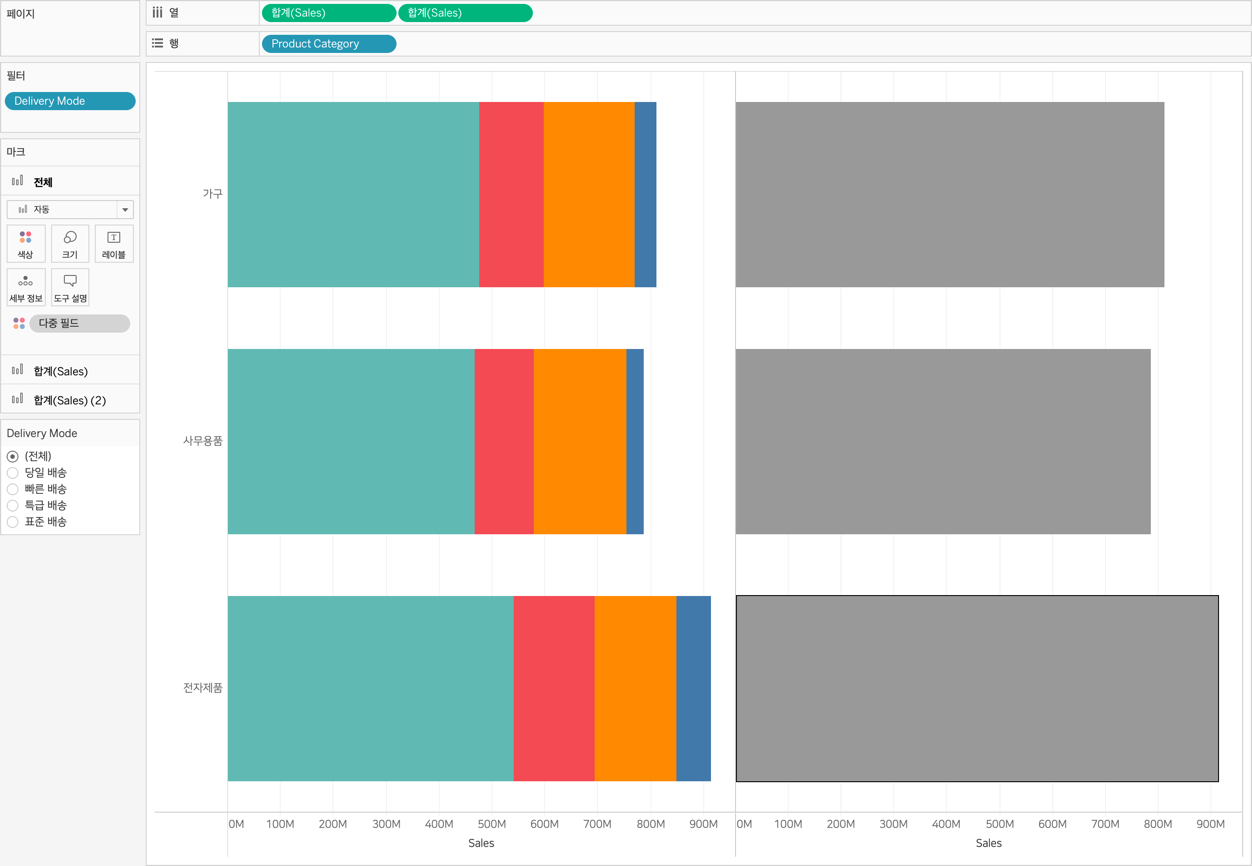 페이지
필터
Delivery Mode
마크
전체
자동
색상
크기
레이블
세부 정보
도구 설명
다중 필드
합계(Sales)
합계(Sales) (2)
Delivery Mode
(전체)
당일 배송
빠른 배송
특급 배송
표준 배송
열 합계(Sales) 합계(Sales)
행 Product Category
가구
사무용품
전자제품
0M 100M 200M 300M 400M 500M 600M 700M 800M 900M 0M 100M 200M 300M 400M 500M 600M 700M 800M 900M
Sales Sales